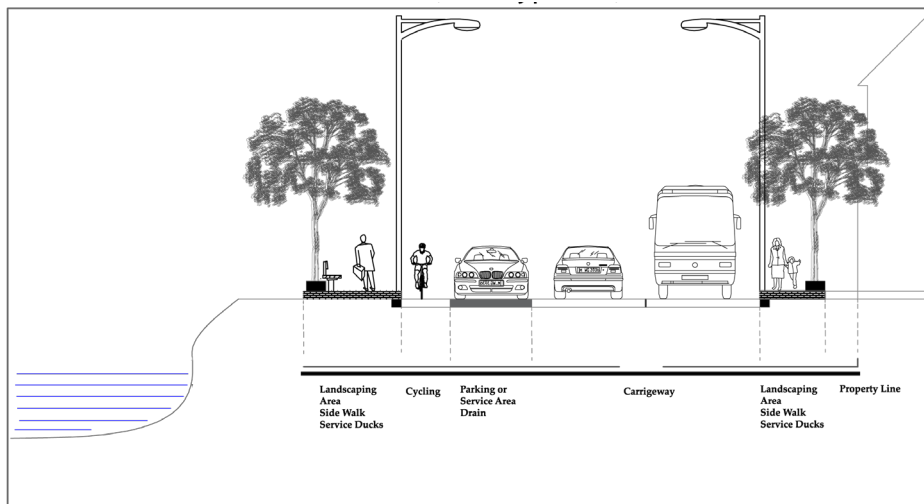 Landscaping
Area
Side Walk
Service Ducks
Cycling
Parking or
Service Area
Drain
Carrigeway
Landscaping
Area
Side Walk
Service Ducks
Property Line